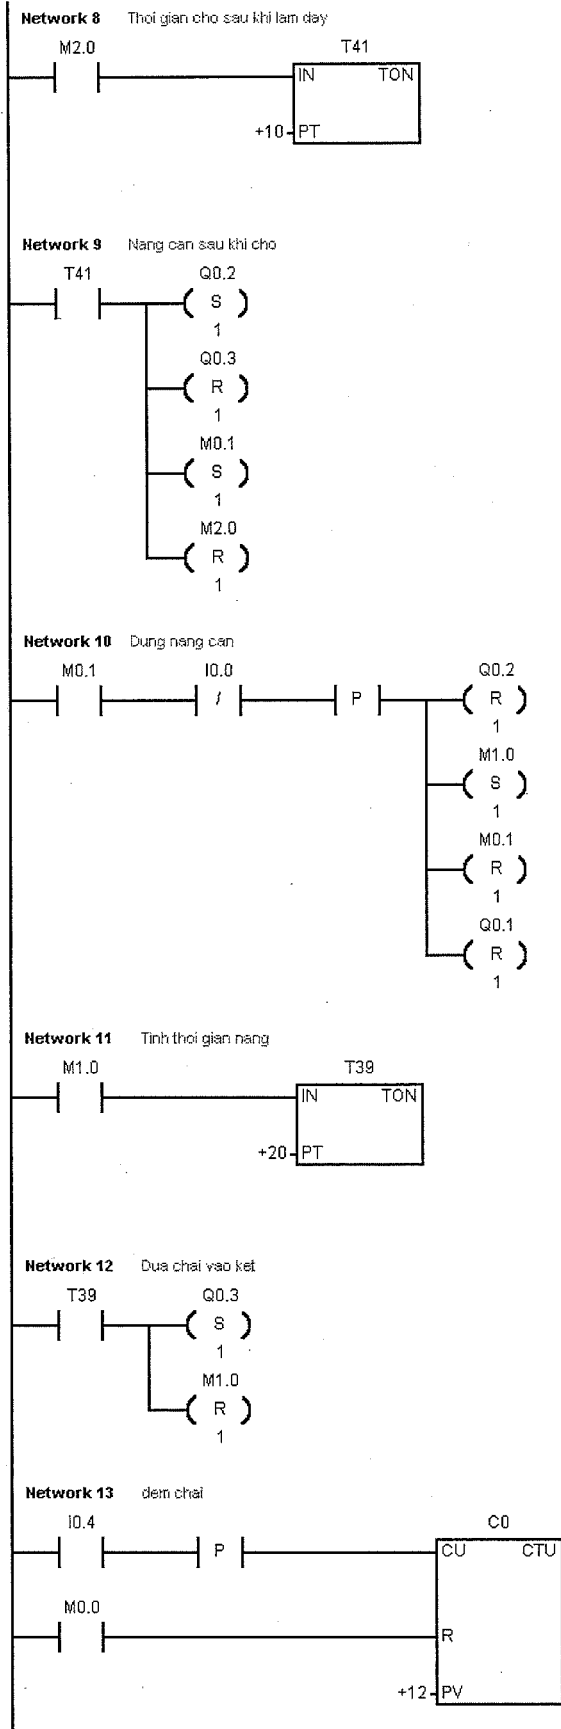 Network 8 Thoi gian cho sau khi lam day
M2.0 T41
IN TON
+10 PT
Network 9 Nang can sau khi cho
T41 Q0.2
S
1
Q0.3
R
1
M0.1
S
1
M2.0
R
1
Network 10 Dung nang can
M0.1 I0.0 Q0.2
/ P R
1
M1.0
S
1
M0.1
R
1
Q0.1
R
1
Network 11 Tinh thoi gian nang
M1.0 T39
IN TON
+20 PT
Network 12 Dua chai vao ket
T39 Q0.3
S
1
M1.0
R
1
Network 13 dem chai
I0.4 C0
P CU CTU
M0.0
R
+12 PV